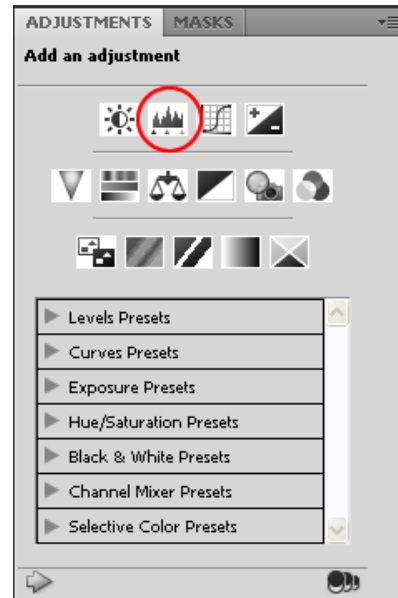 ADJUSTMENTS MASKS
Add an adjustment
Levels Presets
Curves Presets
Exposure Presets
Hue/Saturation Presets
Black & White Presets
Channel Mixer Presets
Selective Color Presets